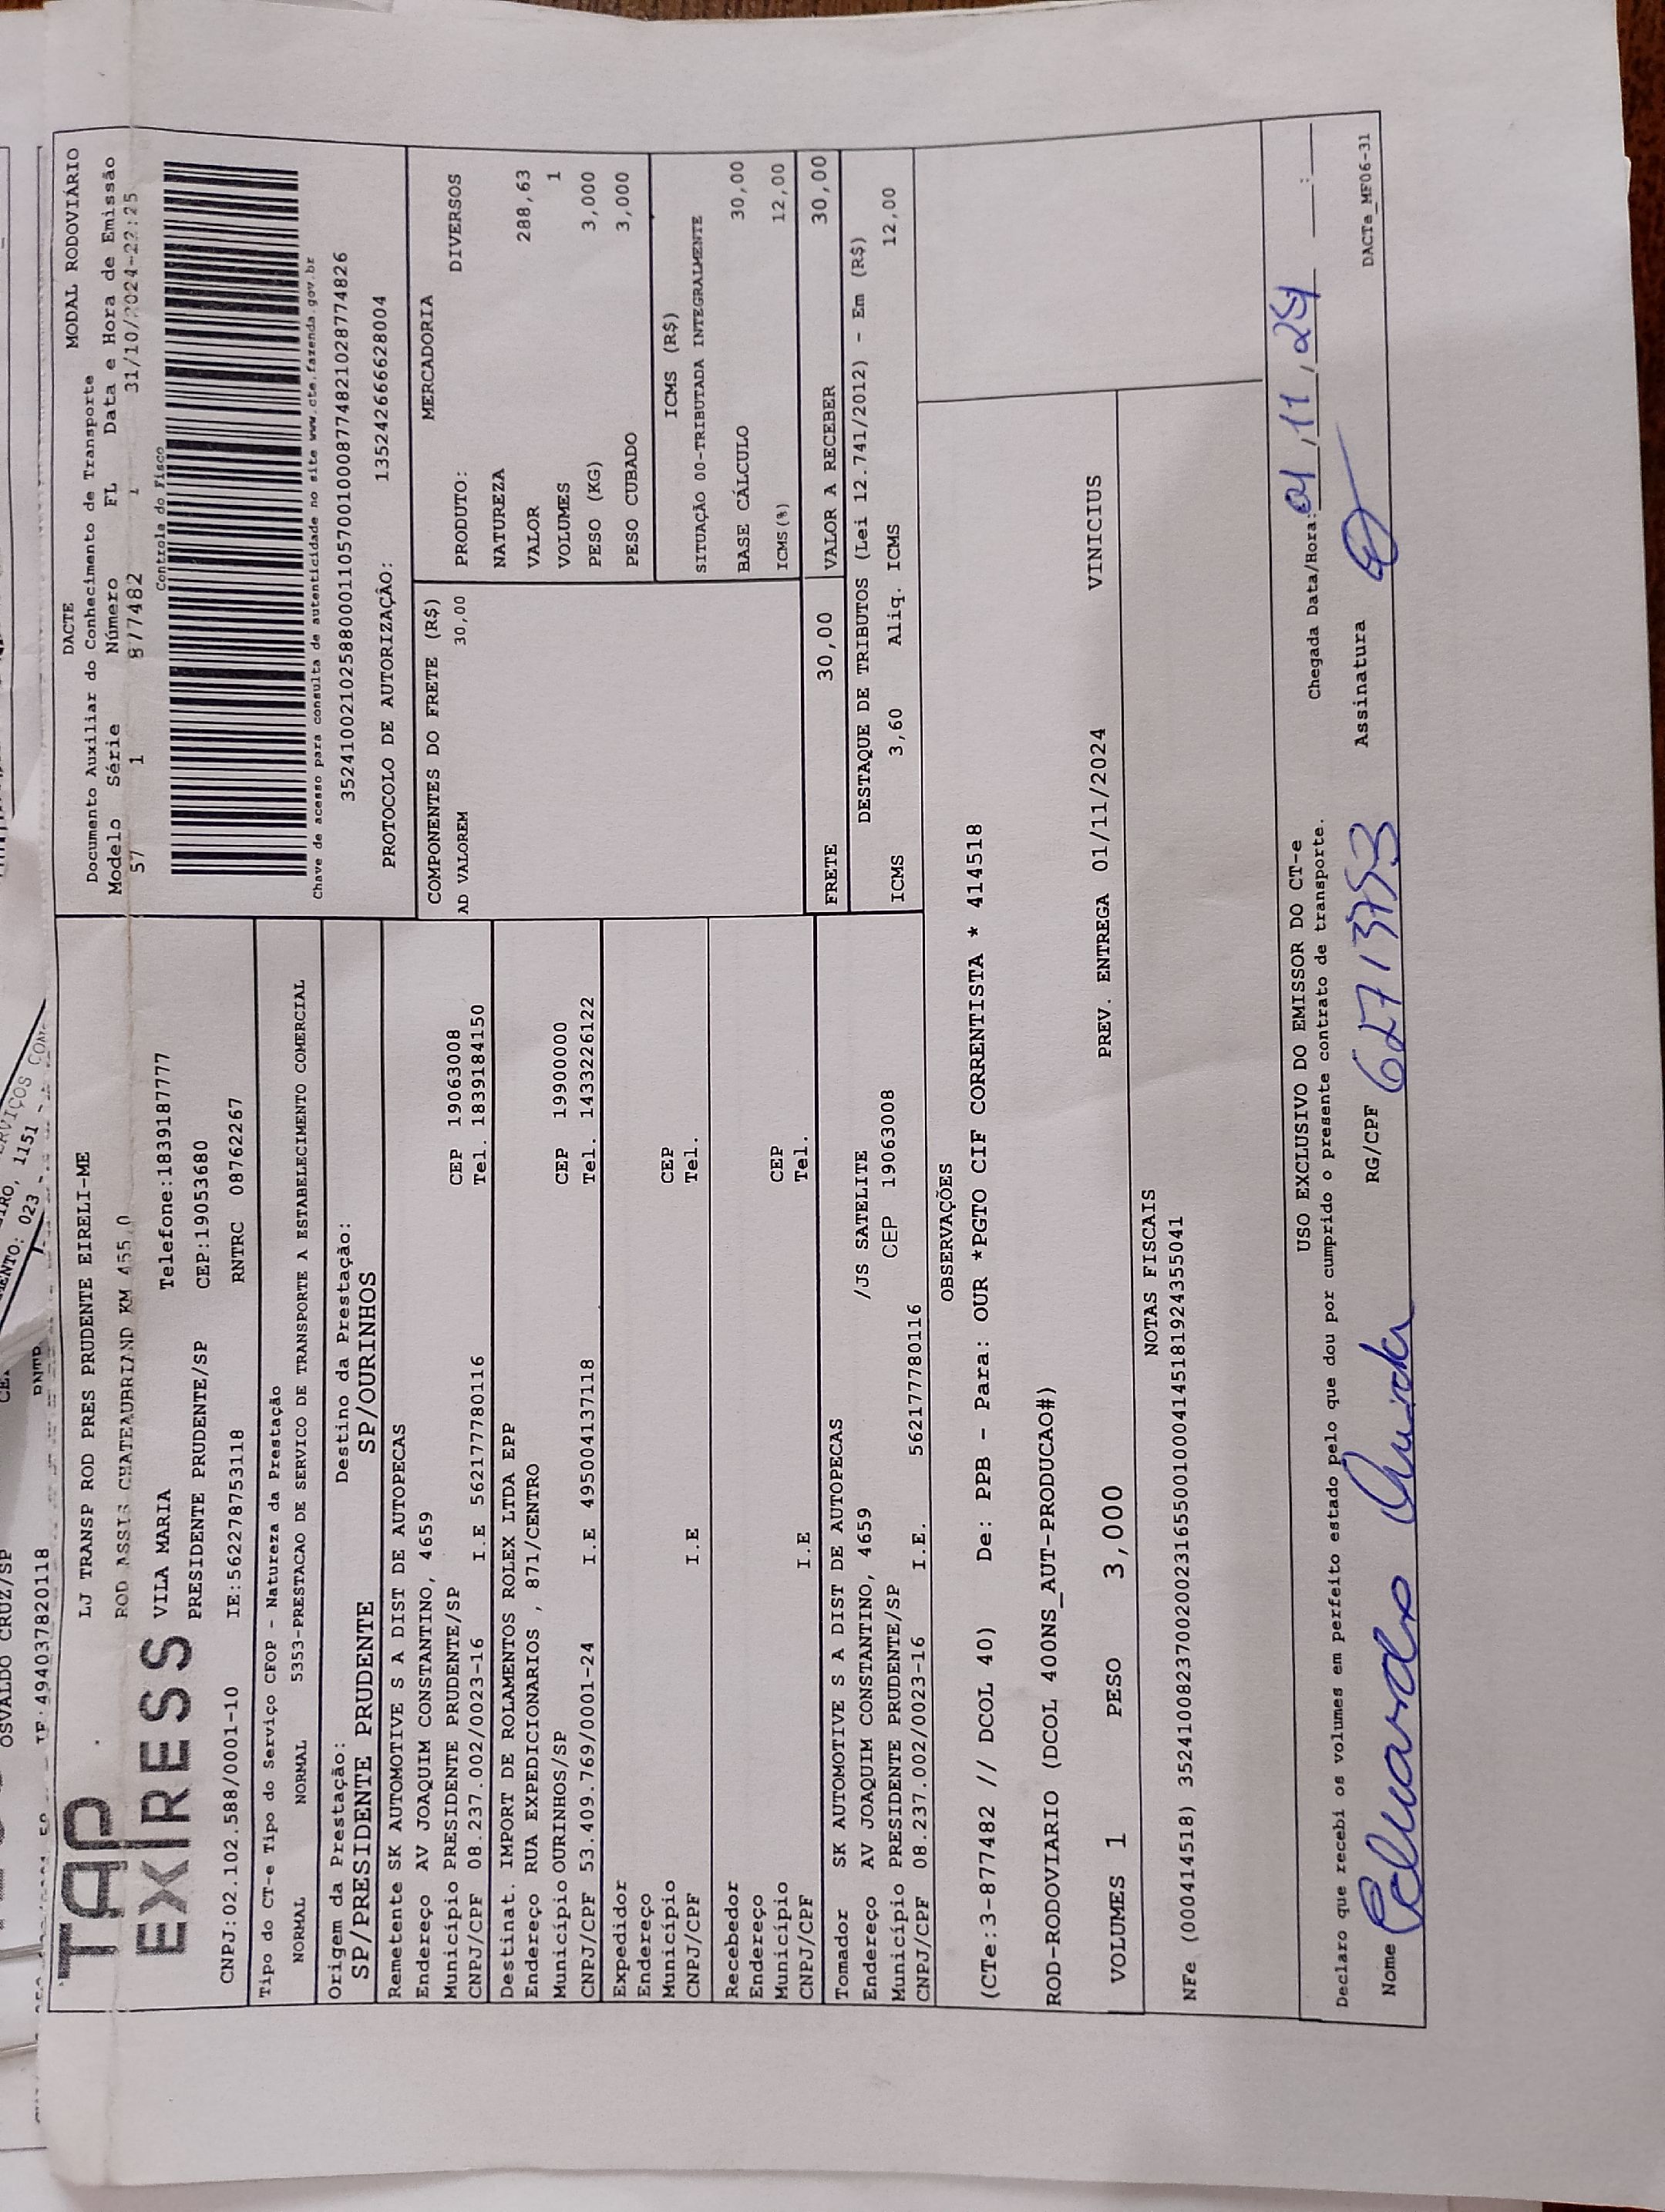 TAP
EXPRESS
LJ TRANSP ROD PRES PRUDENTE EIRELI-ME
ROD ASSIS CHATEAUBRIAND KM 455,0
VILA MARIA Telefone:1839187777
PRESIDENTE PRUDENTE/SP CEP:19053680
CNPJ:02.102.588/0001-10 IE:562278753118 RNTRC 08762267
DACTE MODAL RODOVIÁRIO
Documento Auxiliar do Conhecimento de Transporte
Modelo Série Número FL Data e Hora de Emissão
57 1 877482 1 31/10/2024-22:25
Controle do Fisco
Chave de acesso para consulta de autenticidade no site www.cte.fazenda.gov.br
35241002102588000110570010008774821028774826
PROTOCOLO DE AUTORIZAÇÃO: 135242666628004
Tipo do CT-e Tipo do Serviço CFOP - Natureza da Prestação
NORMAL NORMAL 5353-PRESTACAO DE SERVICO DE TRANSPORTE A ESTABELECIMENTO COMERCIAL
Origem da Prestação: Destino da Prestação:
SP/PRESIDENTE PRUDENTE SP/OURINHOS
Remetente SK AUTOMOTIVE S A DIST DE AUTOPECAS
Endereço AV JOAQUIM CONSTANTINO, 4659
Município PRESIDENTE PRUDENTE/SP CEP 19063008
CNPJ/CPF 08.237.002/0023-16 I.E 562177780116 Tel. 1839184150
Destinat. IMPORT DE ROLAMENTOS ROLEX LTDA EPP
Endereço RUA EXPEDICIONARIOS , 871/CENTRO
Município OURINHOS/SP CEP 19900000
CNPJ/CPF 53.409.769/0001-24 I.E 495004137118 Tel. 1433226122
Expedidor
Endereço
Município CEP
CNPJ/CPF I.E Tel.
Recebedor
Endereço
Município CEP
CNPJ/CPF I.E Tel.
Tomador SK AUTOMOTIVE S A DIST DE AUTOPECAS
Endereço AV JOAQUIM CONSTANTINO, 4659 /JS SATELITE
Município PRESIDENTE PRUDENTE/SP CEP 19063008
CNPJ/CPF 08.237.002/0023-16 I.E. 562177780116
COMPONENTES DO FRETE (R$)
AD VALOREM 30,00
FRETE 30,00
MERCADORIA
PRODUTO: DIVERSOS
NATUREZA
VALOR 288,63
VOLUMES 1
PESO (KG) 3,000
PESO CUBADO 3,000
ICMS (R$)
SITUAÇÃO 00-TRIBUTADA INTEGRALMENTE
BASE CÁLCULO 30,00
ICMS(%) 12,00
VALOR A RECEBER 30,00
DESTAQUE DE TRIBUTOS (Lei 12.741/2012) - Em (R$)
ICMS 3,60 Aliq. ICMS 12,00
OBSERVAÇÕES
(CTe:3-877482 // DCOL 40) De: PPB - Para: OUR *PGTO CIF CORRENTISTA * 414518
ROD-RODOVIARIO (DCOL 400NS_AUT-PRODUCAO#)
VOLUMES 1 PESO 3,000 PREV. ENTREGA 01/11/2024 VINICIUS
NOTAS FISCAIS
NFe (000414518) 35241008237002002316550010004145181924355041
USO EXCLUSIVO DO EMISSOR DO CT-e
Declaro que recebi os volumes em perfeito estado pelo que dou por cumprido o presente contrato de transporte.
Chegada Data/Hora:
Nome RG/CPF Assinatura
DACTe_MF06-31
OSVALDO CRUZ/SP